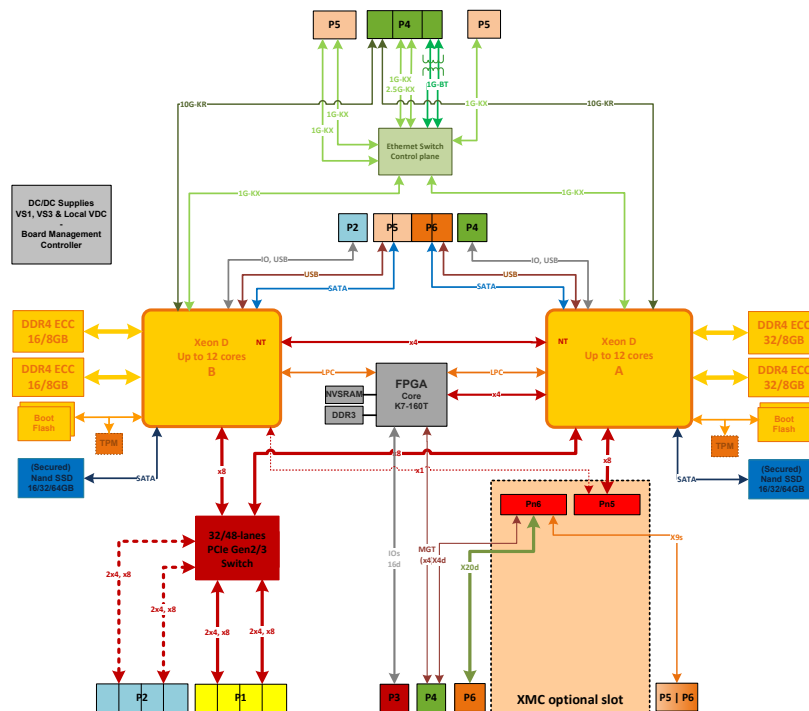 P5
P4
P5
1G-KX
2.5G-KX
1G-BT
10G-KR
10G-KR
1G-KX
1G-KX
1G-KX
Ethernet Switch
Control plane
1G-KX
1G-KX
DC/DC Supplies
VS1, VS3 & Local VDC
-
Board Management
Controller
P2
P5
P6
P4
IO, USB
IO, USB
USB
USB
SATA
SATA
DDR4 ECC
16/8GB
DDR4 ECC
16/8GB
Xeon D
Up to 12 cores
B
NT
x4
NT
Xeon D
Up to 12 cores
A
DDR4 ECC
32/8GB
DDR4 ECC
32/8GB
LPC
LPC
FPGA
Core
K7-160T
NVSRAM
DDR3
x4
Boot
Flash
TPM
Boot
Flash
TPM
(Secured)
Nand SSD
16/32/64GB
SATA
(Secured)
Nand SSD
16/32/64GB
SATA
x8
x8
x8
x1
Pn6
Pn5
32/48-lanes
PCIe Gen2/3
Switch
IOs
16d
MGT
(x4)
X4d
X20d
X9s
2x4, x8
2x4, x8
2x4, x8
2x4, x8
P2
P1
P3
P4
P6
XMC optional slot
P5 | P6